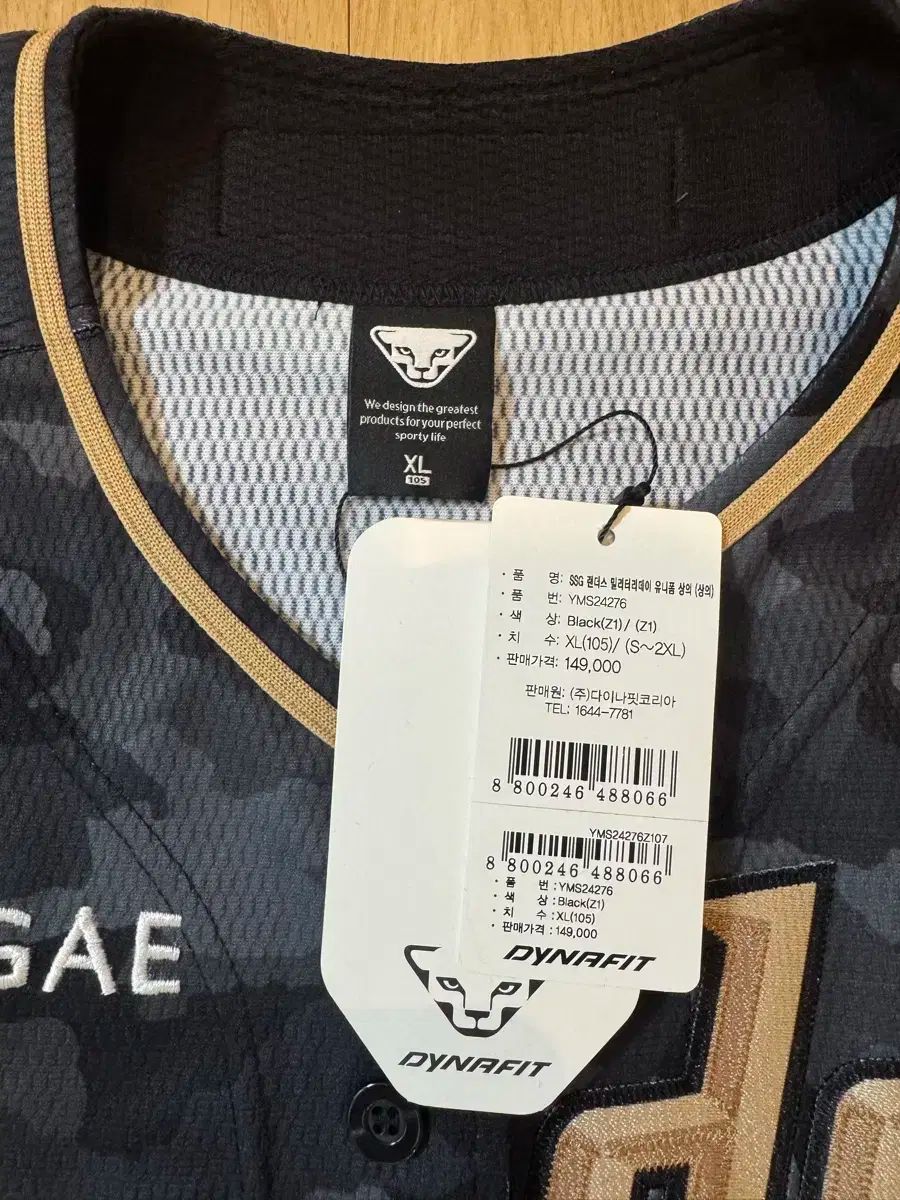 We design the greatest
products for your perfect
sporty life
XL
105
· 품 명: SSG 랜더스 밀리터리데이 유니폼 상의 (상의)
· 품 번: YMS24276
· 색 상: Black(Z1)/ (Z1)
· 치 수: XL(105)/ (S~2XL)
· 판매가격: 149,000
판매원: (주)다이나핏코리아
TEL: 1644-7781
8 800246 488066
YMS24276Z107
8 800246 488066
· 품 번 : YMS24276
· 색 상 : Black(Z1)
· 치 수 : XL(105)
· 판매가격 : 149,000
DYNAFIT
DYNAFIT
GAE
d